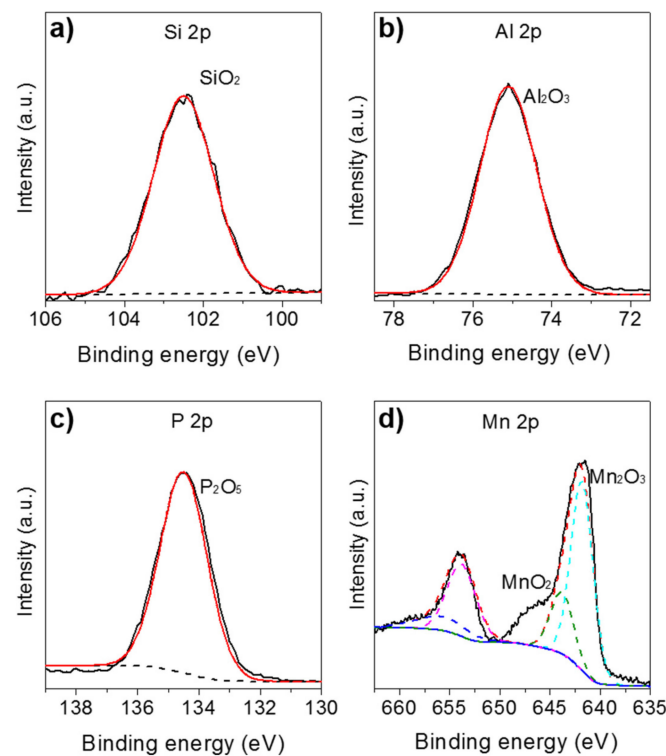 a) Si 2p
SiO₂
Intensity (a.u.)
106 104 102 100
Binding energy (eV)
b) Al 2p
Al₂O₃
Intensity (a.u.)
78 76 74 72
Binding energy (eV)
c) P 2p
P₂O₅
Intensity (a.u.)
138 136 134 132 130
Binding energy (eV)
d) Mn 2p
Mn₂O₃
MnO₂
Intensity (a.u.)
660 655 650 645 640 635
Binding energy (eV)